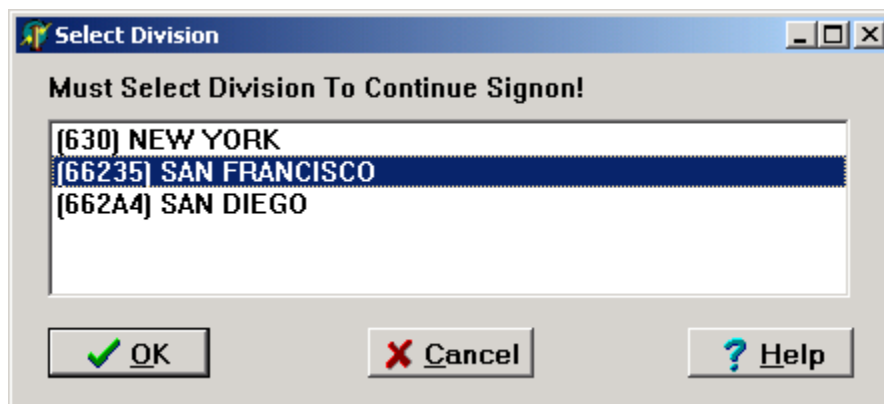 Select Division
Must Select Division To Continue Signon!
(630) NEW YORK
(66235) SAN FRANCISCO
(662A4) SAN DIEGO
OK
Cancel
? Help